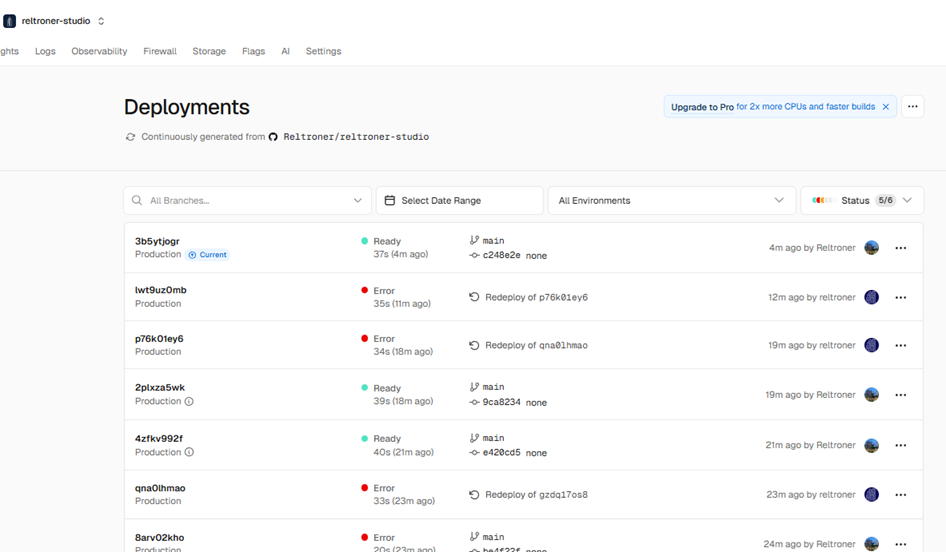 reltroner-studio
ghts Logs Observability Firewall Storage Flags AI Settings
Deployments
Upgrade to Pro for 2x more CPUs and faster builds
Continuously generated from Reltroner/reltroner-studio
All Branches... Select Date Range All Environments Status 5/6
3b5ytjogr Ready main
Production Current 37s (4m ago) c248e2e none 4m ago by Reltroner
lwt9uz0mb Error
Production 35s (11m ago) Redeploy of p76k01ey6 12m ago by reltroner
p76k01ey6 Error
Production 34s (18m ago) Redeploy of qna0lhmao 19m ago by reltroner
2plxza5wk Ready main
Production 39s (18m ago) 9ca8234 none 19m ago by Reltroner
4zfkv992f Ready main
Production 40s (21m ago) e420cd5 none 21m ago by Reltroner
qna0lhmao Error
Production 33s (23m ago) Redeploy of gzdq17os8 23m ago by reltroner
8arv02kho Error main
Production 20s (23m ago) be4f22f none 24m ago by Reltroner